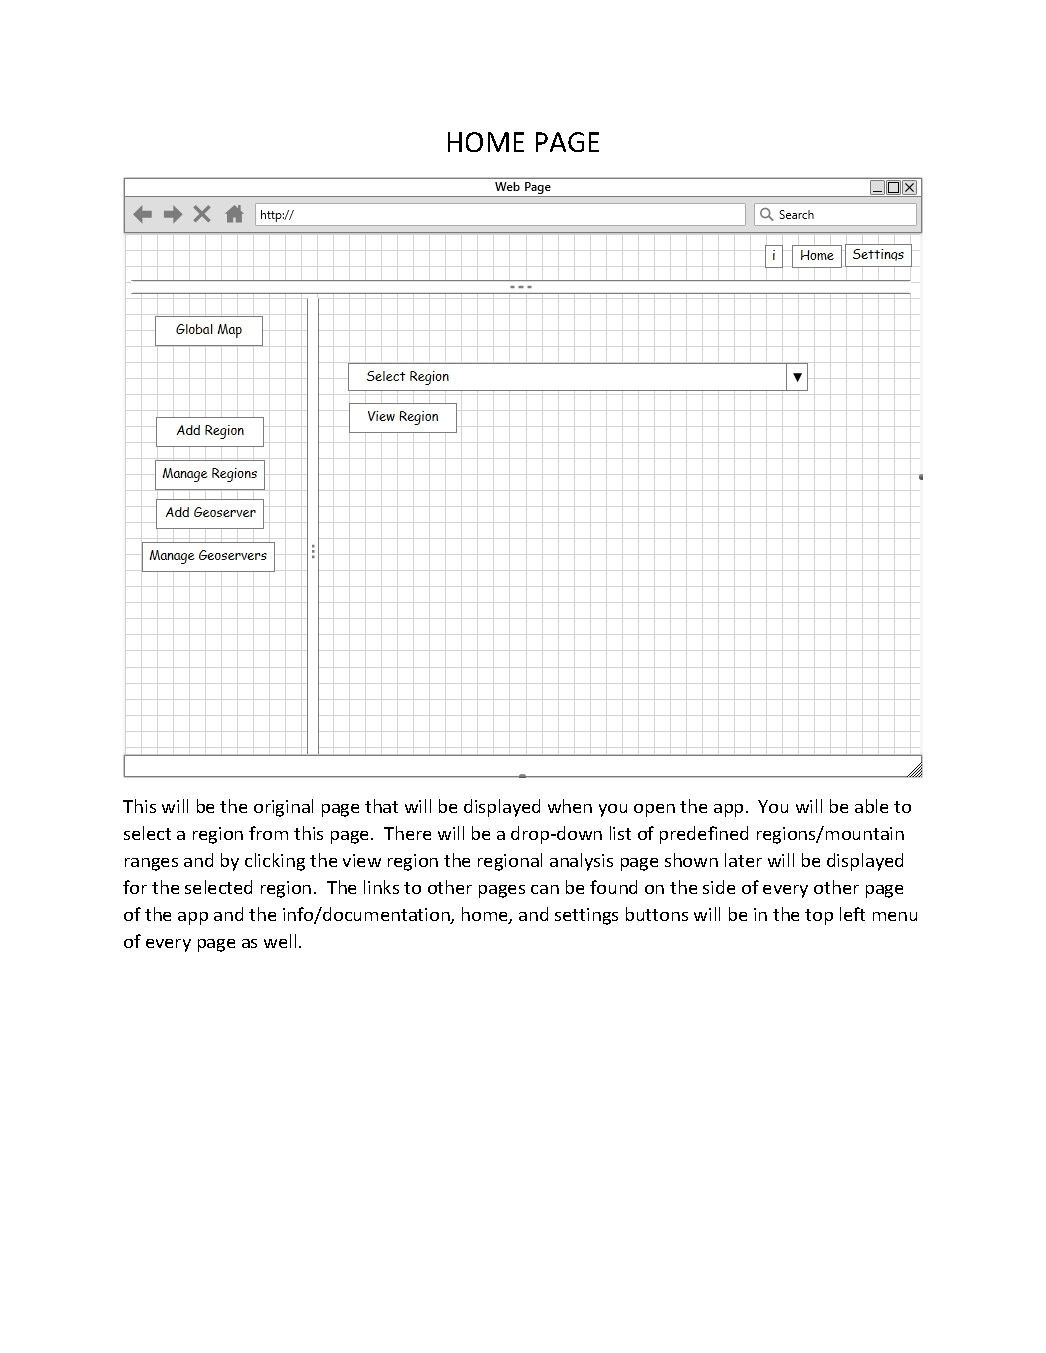 HOME PAGE
Web Page
http://
Search
i
Home
Settings
Global Map
Select Region
View Region
Add Region
Manage Regions
Add Geoserver
Manage Geoservers
This will be the original page that will be displayed when you open the app.  You will be able to
select a region from this page.  There will be a drop-down list of predefined regions/mountain
ranges and by clicking the view region the regional analysis page shown later will be displayed
for the selected region.  The links to other pages can be found on the side of every other page
of the app and the info/documentation, home, and settings buttons will be in the top left menu
of every page as well.